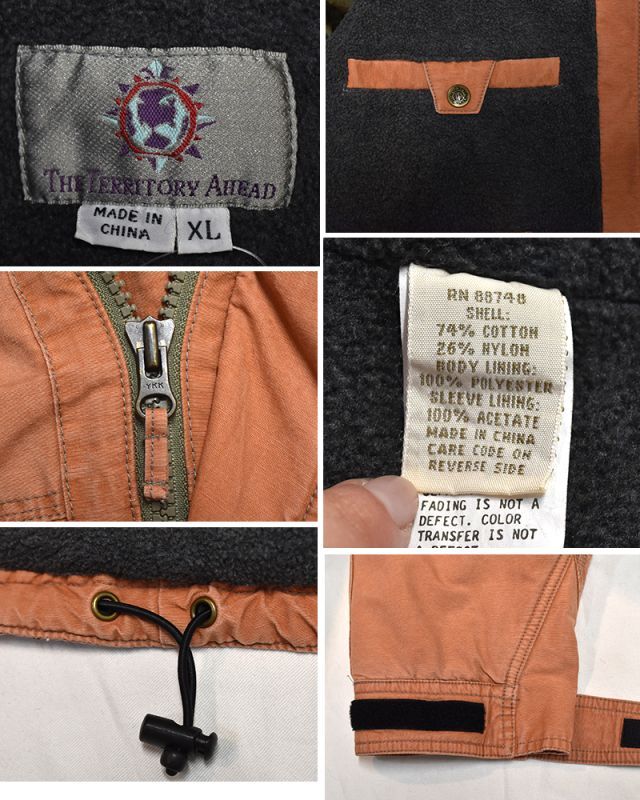 THE TERRITORY AHEAD
MADE IN
CHINA
XL
YKK
RN 88748
SHELL:
74% COTTON
26% NYLON
BODY LINING:
100% POLYESTER
SLEEVE LINING:
100% ACETATE
MADE IN CHINA
CARE CODE ON
REVERSE SIDE
FADING IS NOT A
DEFECT. COLOR
TRANSFER IS NOT